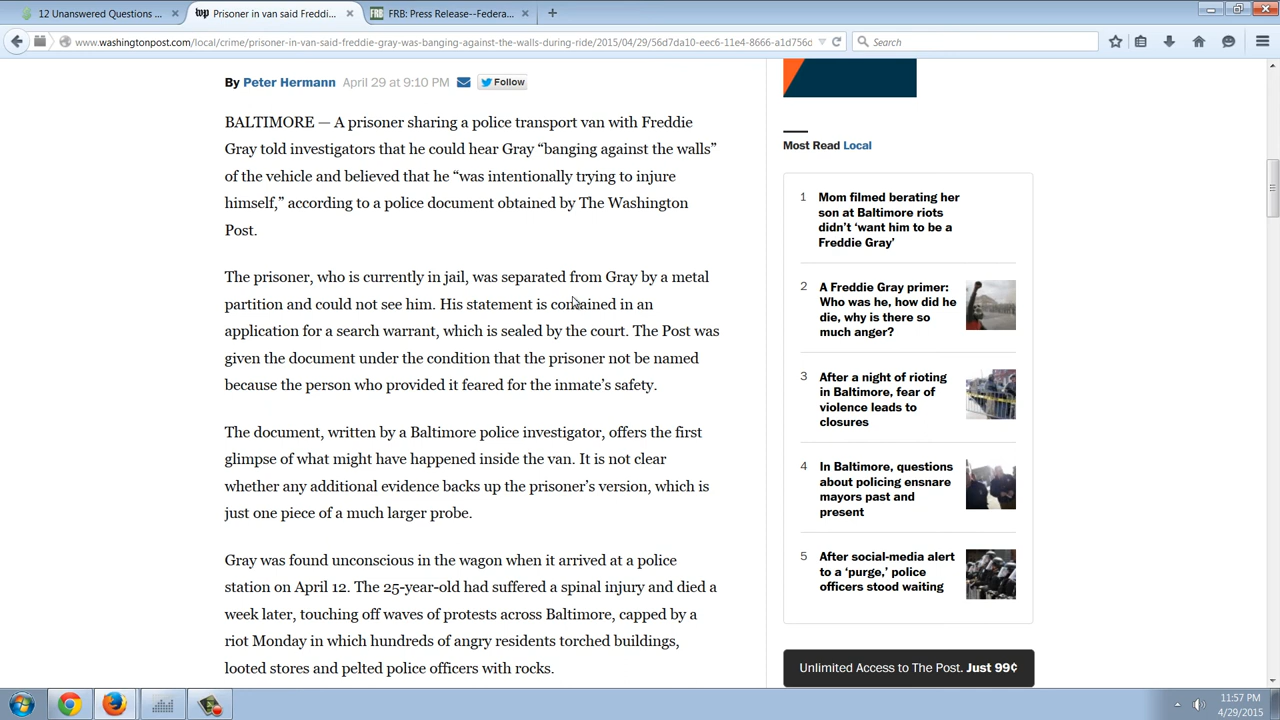 12 Unanswered Questions ...
Prisoner in van said Freddi...
FRB: Press Release--Federa...
www.washingtonpost.com/local/crime/prisoner-in-van-said-freddie-gray-was-banging-against-the-walls-during-ride/2015/04/29/56d7da10-eec6-11e4-8666-a1d756d
Search
By Peter Hermann April 29 at 9:10 PM
Follow
BALTIMORE — A prisoner sharing a police transport van with Freddie
Gray told investigators that he could hear Gray “banging against the walls”
of the vehicle and believed that he “was intentionally trying to injure
himself,” according to a police document obtained by The Washington
Post.
The prisoner, who is currently in jail, was separated from Gray by a metal
partition and could not see him. His statement is contained in an
application for a search warrant, which is sealed by the court. The Post was
given the document under the condition that the prisoner not be named
because the person who provided it feared for the inmate’s safety.
The document, written by a Baltimore police investigator, offers the first
glimpse of what might have happened inside the van. It is not clear
whether any additional evidence backs up the prisoner’s version, which is
just one piece of a much larger probe.
Gray was found unconscious in the wagon when it arrived at a police
station on April 12. The 25-year-old had suffered a spinal injury and died a
week later, touching off waves of protests across Baltimore, capped by a
riot Monday in which hundreds of angry residents torched buildings,
looted stores and pelted police officers with rocks.
Most Read Local
1 Mom filmed berating her
son at Baltimore riots
didn’t ‘want him to be a
Freddie Gray’
2 A Freddie Gray primer:
Who was he, how did he
die, why is there so
much anger?
3 After a night of rioting
in Baltimore, fear of
violence leads to
closures
4 In Baltimore, questions
about policing ensnare
mayors past and
present
5 After social-media alert
to a ‘purge,’ police
officers stood waiting
Unlimited Access to The Post. Just 99¢
11:57 PM
4/29/2015